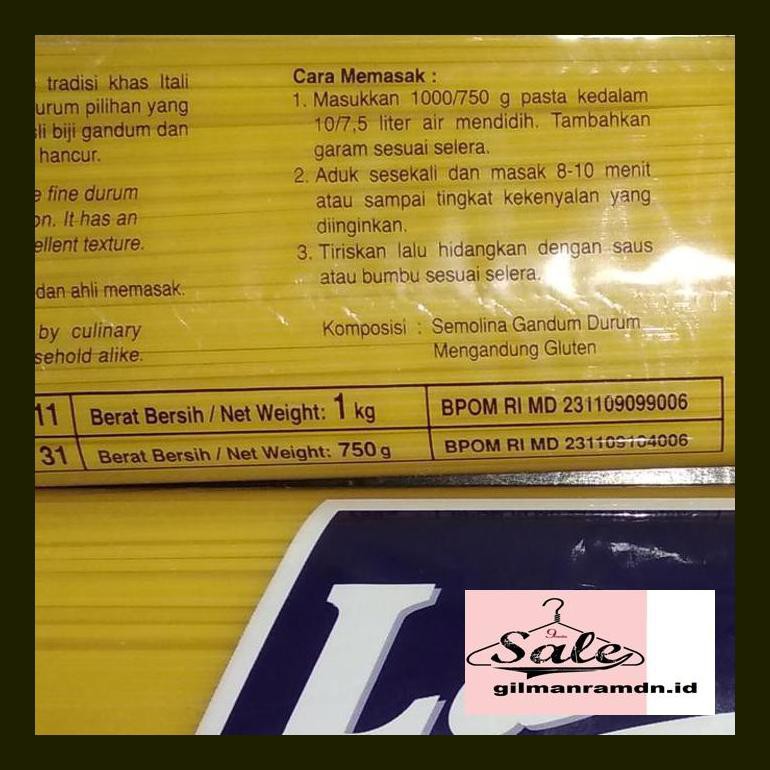 tradisi khas Itali
urum pilihan yang
li biji gandum dan
hancur.
e fine durum
on. It has an
ellent texture.
dan ahli memasak.
by culinary
sehold alike.
Cara Memasak :
1. Masukkan 1000/750 g pasta kedalam
10/7,5 liter air mendidih. Tambahkan
garam sesuai selera.
2. Aduk sesekali dan masak 8-10 menit
atau sampai tingkat kekenyalan yang
diinginkan.
3. Tiriskan lalu hidangkan dengan saus
atau bumbu sesuai selera.
Komposisi : Semolina Gandum Durum
Mengandung Gluten
11 Berat Bersih / Net Weight: 1 kg BPOM RI MD 231109099006
31 Berat Bersih / Net Weight: 750 g BPOM RI MD 231109104006
La
Sale
gilmanramdn.id